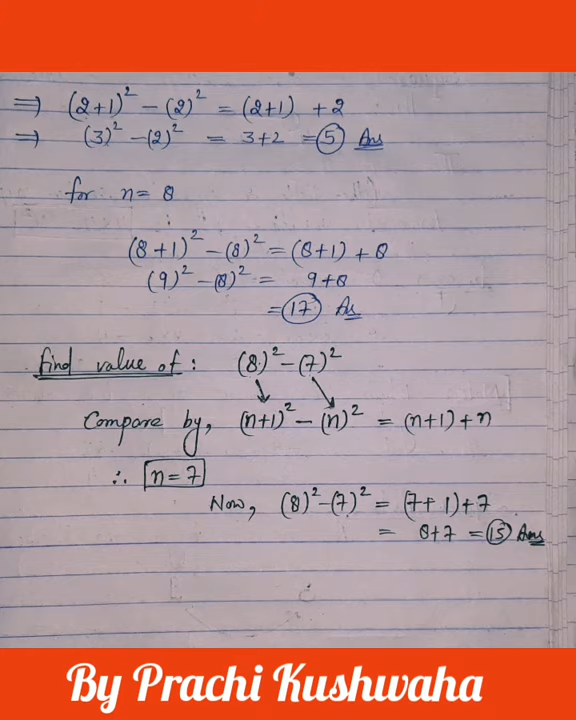 ⇒ (2+1)² - (2)² = (2+1) + 2
⇒ (3)² - (2)² = 3+2 = 5 Ans
for n = 8
(8+1)² - (8)² = (8+1) + 8
(9)² - (8)² = 9+8
= 17 Ans
find value of : (8)² - (7)²
Compare by, (n+1)² - (n)² = (n+1) + n
∴ n = 7
Now, (8)² - (7)² = (7+1) + 7
= 8+7 = 15 Ans
By Prachi Kushwaha